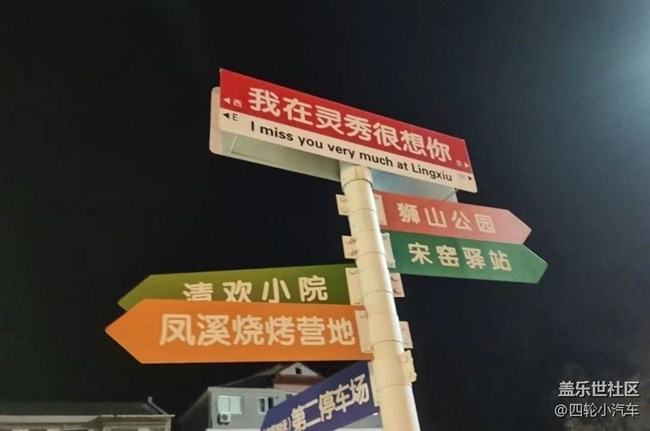 我在灵秀很想你
西
东
E
I miss you very much at Lingxiu
狮山公园
宋窑驿站
清欢小院
凤溪烧烤营地
第二停车场
盖乐世社区
@四轮小汽车